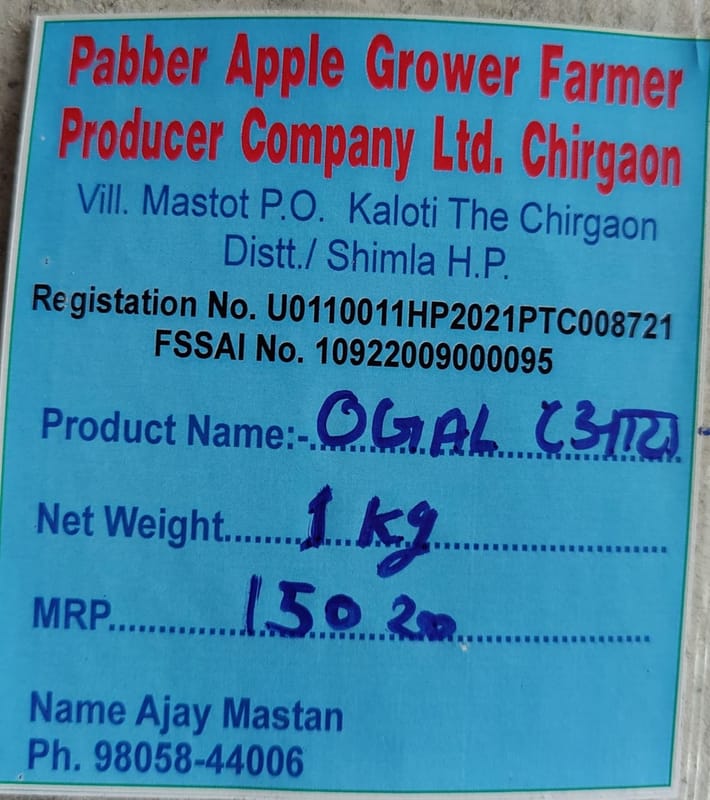 Pabber Apple Grower Farmer
Producer Company Ltd. Chirgaon
Vill. Mastot P.O. Kaloti The Chirgaon
Distt./ Shimla H.P.
Registation No. U0110011HP2021PTC008721
FSSAI No. 10922009000095
Product Name:- OGAL (आटा)
Net Weight........ 1 kg
MRP........ 150 200
Name Ajay Mastan
Ph. 98058-44006